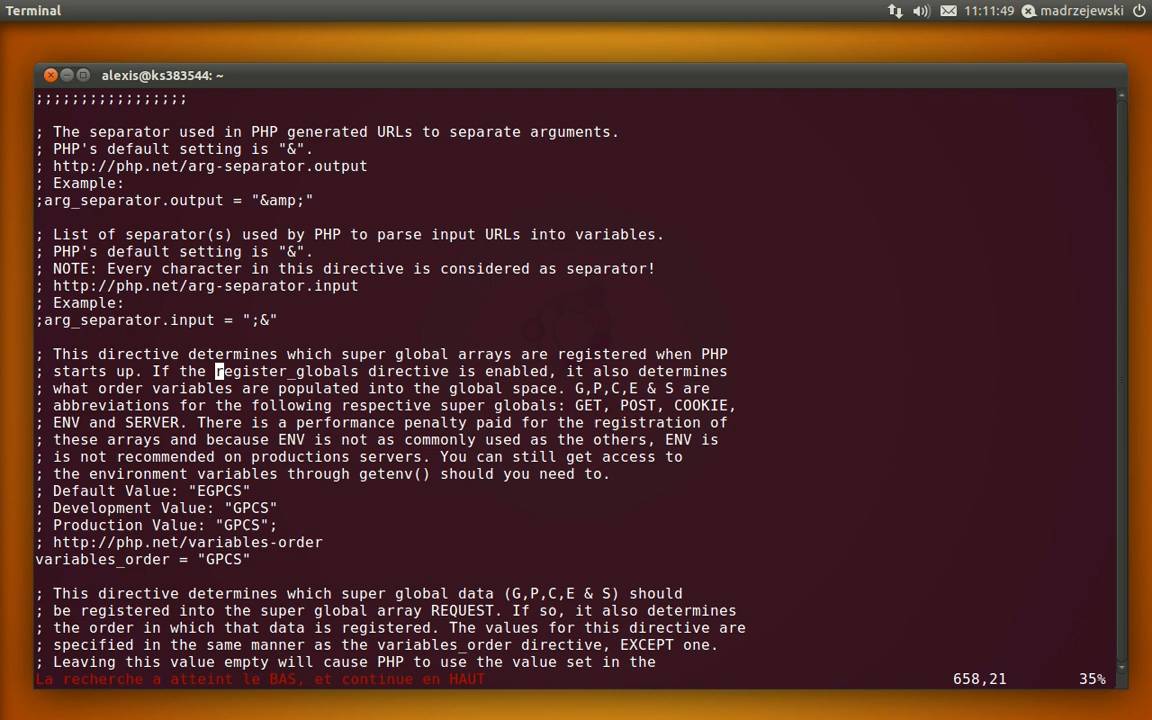 Terminal
11:11:49
madrzejewski
alexis@ks383544: ~
;;;;;;;;;;;;;;;;;
; The separator used in PHP generated URLs to separate arguments.
; PHP's default setting is "&".
; http://php.net/arg-separator.output
; Example:
;arg_separator.output = "&amp;"
; List of separator(s) used by PHP to parse input URLs into variables.
; PHP's default setting is "&".
; NOTE: Every character in this directive is considered as separator!
; http://php.net/arg-separator.input
; Example:
;arg_separator.input = ";&"
; This directive determines which super global arrays are registered when PHP
; starts up. If the register_globals directive is enabled, it also determines
; what order variables are populated into the global space. G,P,C,E & S are
; abbreviations for the following respective super globals: GET, POST, COOKIE,
; ENV and SERVER. There is a performance penalty paid for the registration of
; these arrays and because ENV is not as commonly used as the others, ENV is
; is not recommended on productions servers. You can still get access to
; the environment variables through getenv() should you need to.
; Default Value: "EGPCS"
; Development Value: "GPCS"
; Production Value: "GPCS";
; http://php.net/variables-order
variables_order = "GPCS"
; This directive determines which super global data (G,P,C,E & S) should
; be registered into the super global array REQUEST. If so, it also determines
; the order in which that data is registered. The values for this directive are
; specified in the same manner as the variables_order directive, EXCEPT one.
; Leaving this value empty will cause PHP to use the value set in the
La recherche a atteint le BAS, et continue en HAUT 658,21 35%